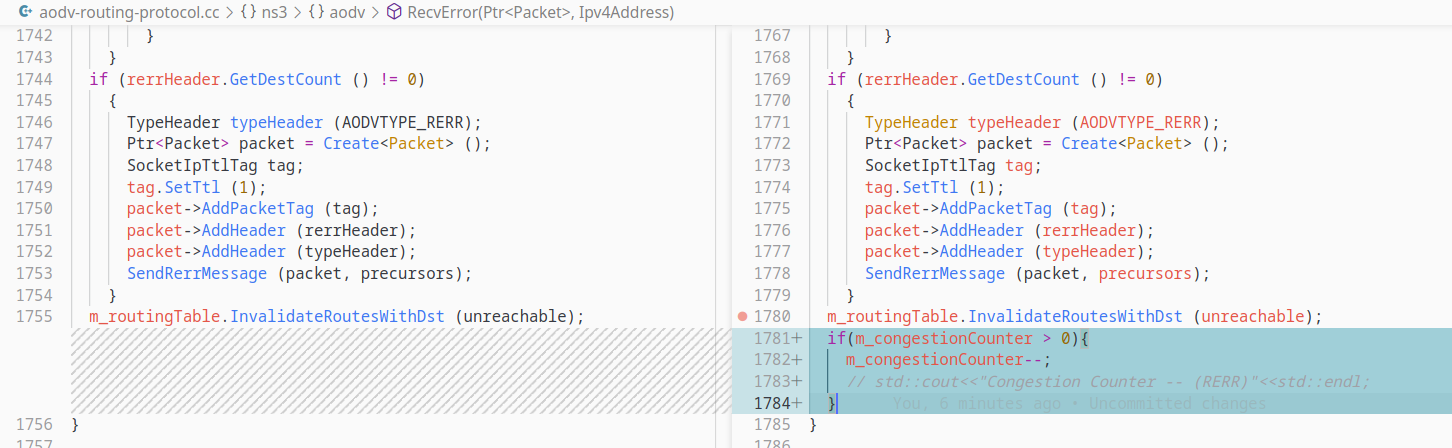 aodv-routing-protocol.cc > {} ns3 > {} aodv > RecvError(Ptr<Packet>, Ipv4Address)
1742 }
1743 }
1744 if (rerrHeader.GetDestCount () != 0)
1745 {
1746 TypeHeader typeHeader (AODVTYPE_RERR);
1747 Ptr<Packet> packet = Create<Packet> ();
1748 SocketIpTtlTag tag;
1749 tag.SetTtl (1);
1750 packet->AddPacketTag (tag);
1751 packet->AddHeader (rerrHeader);
1752 packet->AddHeader (typeHeader);
1753 SendRerrMessage (packet, precursors);
1754 }
1755 m_routingTable.InvalidateRoutesWithDst (unreachable);
1756 }
1757
1767 }
1768 }
1769 if (rerrHeader.GetDestCount () != 0)
1770 {
1771 TypeHeader typeHeader (AODVTYPE_RERR);
1772 Ptr<Packet> packet = Create<Packet> ();
1773 SocketIpTtlTag tag;
1774 tag.SetTtl (1);
1775 packet->AddPacketTag (tag);
1776 packet->AddHeader (rerrHeader);
1777 packet->AddHeader (typeHeader);
1778 SendRerrMessage (packet, precursors);
1779 }
1780 m_routingTable.InvalidateRoutesWithDst (unreachable);
1781+ if(m_congestionCounter > 0){
1782+ m_congestionCounter--;
1783+ // std::cout<<"Congestion Counter -- (RERR)"<<std::endl;
1784+ } You, 6 minutes ago • Uncommitted changes
1785 }
1786